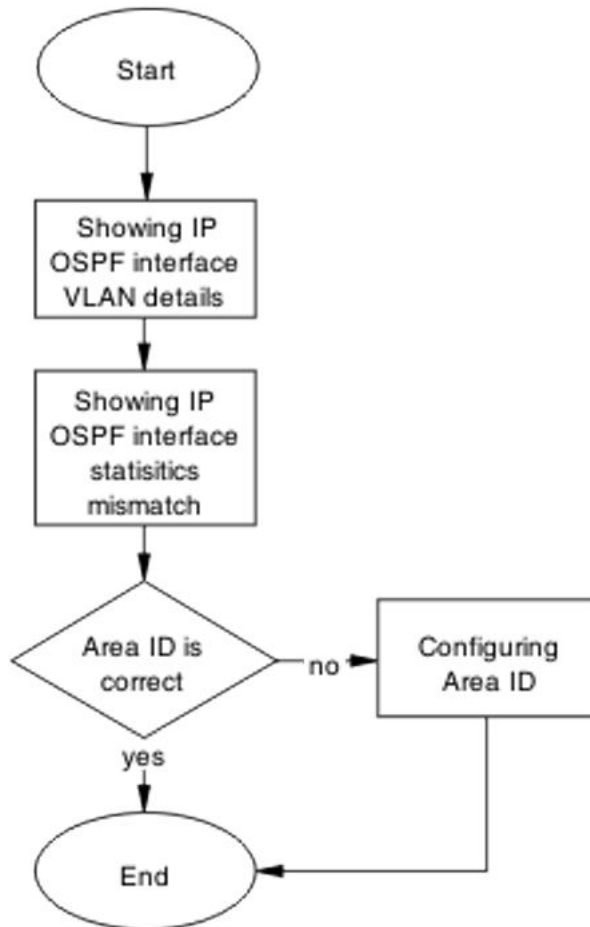 Start
Showing IP
OSPF interface
VLAN details
Showing IP
OSPF interface
statisitics
mismatch
Area ID is
correct
no
Configuring
Area ID
yes
End